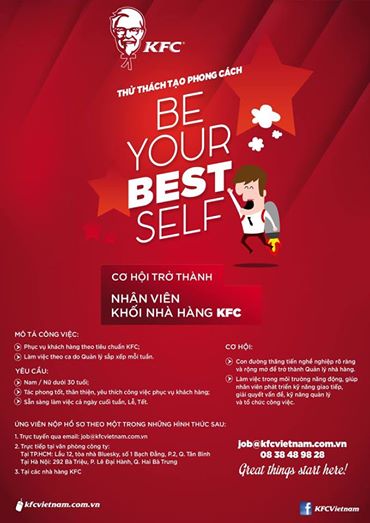 KFC
KFC
THỬ THÁCH TẠO PHONG CÁCH
BE
YOUR
BEST
SELF
CƠ HỘI TRỞ THÀNH
NHÂN VIÊN
KHỐI NHÀ HÀNG KFC
MÔ TẢ CÔNG VIỆC:
Phục vụ khách hàng theo tiêu chuẩn KFC;
Làm việc theo ca do Quản lý sắp xếp mỗi tuần.
YÊU CẦU:
Nam / Nữ dưới 30 tuổi;
Tác phong tốt, thân thiện, yêu thích công việc phục vụ khách hàng;
Sẵn sàng làm việc cả ngày cuối tuần, Lễ, Tết.
CƠ HỘI:
Con đường thăng tiến nghề nghiệp rõ ràng
và rộng mở để trở thành Quản lý nhà hàng.
Làm việc trong môi trường năng động, giúp
nhân viên phát triển kỹ năng giao tiếp,
giải quyết vấn đề, kỹ năng quản lý
và tổ chức công việc.
ỨNG VIÊN NỘP HỒ SƠ THEO MỘT TRONG NHỮNG HÌNH THỨC SAU:
1. Trực tuyến qua email: job@kfcvietnam.com.vn
2. Trực tiếp tại văn phòng công ty:
Tại TP.HCM: Lầu 12, tòa nhà Bluesky, số 1 Bạch Đằng, P.2, Q. Tân Bình
Tại Hà Nội: 292 Bà Triệu, P. Lê Đại Hành, Q. Hai Bà Trưng
3. Tại các nhà hàng KFC
job@kfcvietnam.com.vn
08 38 48 98 28
Great things start here!
kfcvietnam.com.vn
KFCVietnam